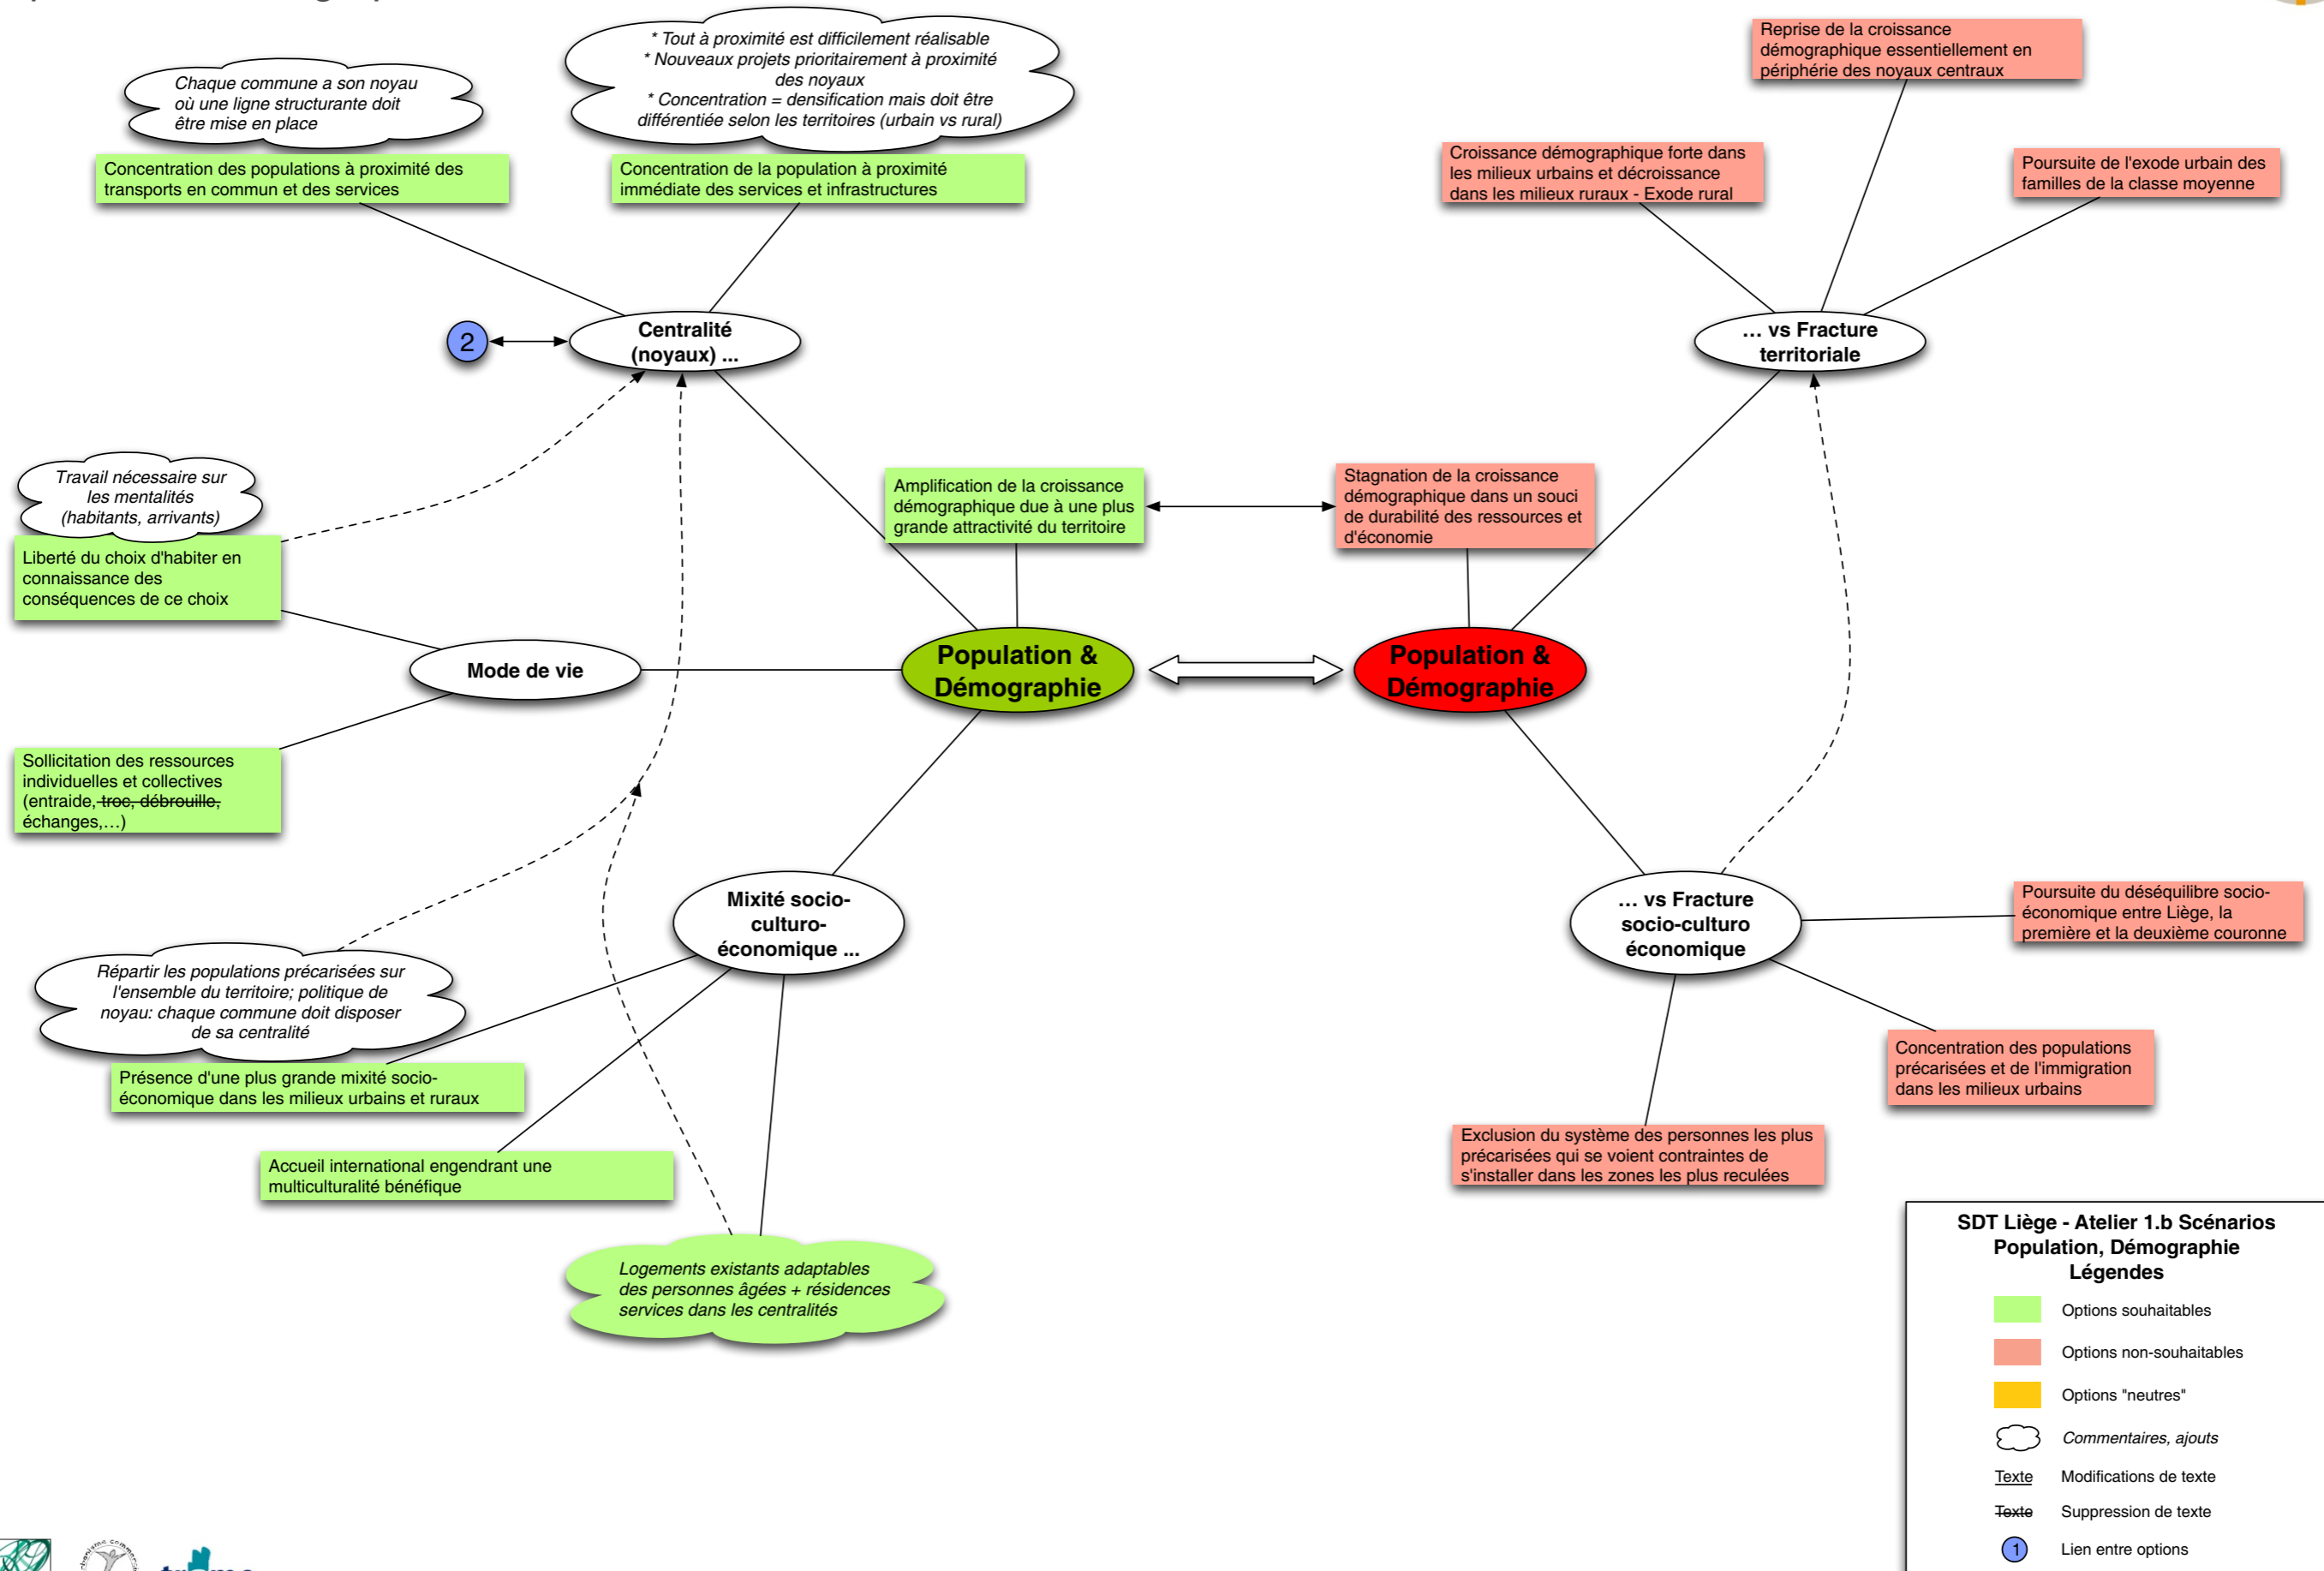 * Tout à proximité est difficilement réalisable
* Nouveaux projets prioritairement à proximité
des noyaux
* Concentration = densification mais doit être
différentiée selon les territoires (urbain vs rural)
Chaque commune a son noyau
où une ligne structurante doit
être mise en place
Concentration des populations à proximité des
transports en commun et des services
Concentration de la population à proximité
immédiate des services et infrastructures
Reprise de la croissance
démographique essentiellement en
périphérie des noyaux centraux
Croissance démographique forte dans
les milieux urbains et décroissance
dans les milieux ruraux - Exode rural
Poursuite de l'exode urbain des
familles de la classe moyenne
2
Centralité
(noyaux) ...
... vs Fracture
territoriale
Travail nécessaire sur
les mentalités
(habitants, arrivants)
Liberté du choix d'habiter en
connaissance des
conséquences de ce choix
Amplification de la croissance
démographique due à une plus
grande attractivité du territoire
Stagnation de la croissance
démographique dans un souci
de durabilité des ressources et
d'économie
Mode de vie
Population &
Démographie
Population &
Démographie
Sollicitation des ressources
individuelles et collectives
(entraide, troc, débrouille,
échanges,...)
Mixité socio-
culturo-
économique ...
... vs Fracture
socio-culturo
économique
Poursuite du déséquilibre socio-
économique entre Liège, la
première et la deuxième couronne
Répartir les populations précarisées sur
l'ensemble du territoire; politique de
noyau: chaque commune doit disposer
de sa centralité
Présence d'une plus grande mixité socio-
économique dans les milieux urbains et ruraux
Concentration des populations
précarisées et de l'immigration
dans les milieux urbains
Accueil international engendrant une
multiculturalité bénéfique
Exclusion du système des personnes les plus
précarisées qui se voient contraintes de
s'installer dans les zones les plus reculées
Logements existants adaptables
des personnes âgées + résidences
services dans les centralités
SDT Liège - Atelier 1.b Scénarios
Population, Démographie
Légendes
Options souhaitables
Options non-souhaitables
Options "neutres"
Commentaires, ajouts
Texte Modifications de texte
Texte Suppression de texte
1 Lien entre options